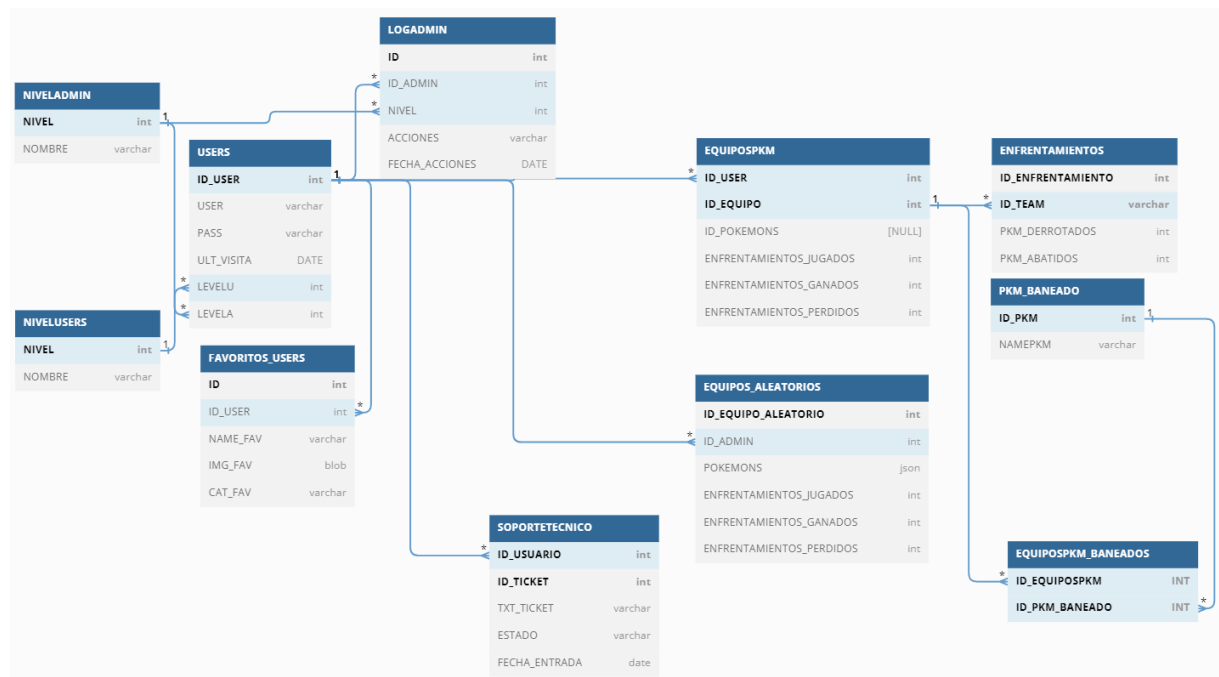 LOGADMIN
ID int
* ID_ADMIN int
* NIVEL int
ACCIONES varchar
FECHA_ACCIONES DATE
NIVELADMIN
NIVEL int 1
NOMBRE varchar
USERS
ID_USER int 1
USER varchar
PASS varchar
ULT_VISITA DATE
* LEVELU int
* LEVELA int
NIVELUSERS
NIVEL int 1
NOMBRE varchar
FAVORITOS_USERS
ID int
ID_USER int *
NAME_FAV varchar
IMG_FAV blob
CAT_FAV varchar
EQUIPOSPKM
* ID_USER int
ID_EQUIPO int 1
ID_POKEMONS [NULL]
ENFRENTAMIENTOS_JUGADOS int
ENFRENTAMIENTOS_GANADOS int
ENFRENTAMIENTOS_PERDIDOS int
ENFRENTAMIENTOS
ID_ENFRENTAMIENTO int
* ID_TEAM varchar
PKM_DERROTADOS int
PKM_ABATIDOS int
PKM_BANEADO
ID_PKM int 1
NAMEPKM varchar
EQUIPOS_ALEATORIOS
ID_EQUIPO_ALEATORIO int
* ID_ADMIN int
POKEMONS json
ENFRENTAMIENTOS_JUGADOS int
ENFRENTAMIENTOS_GANADOS int
ENFRENTAMIENTOS_PERDIDOS int
SOPORTETECNICO
* ID_USUARIO int
ID_TICKET int
TXT_TICKET varchar
ESTADO varchar
FECHA_ENTRADA date
EQUIPOSPKM_BANEADOS
* ID_EQUIPOSPKM INT
ID_PKM_BANEADO INT *